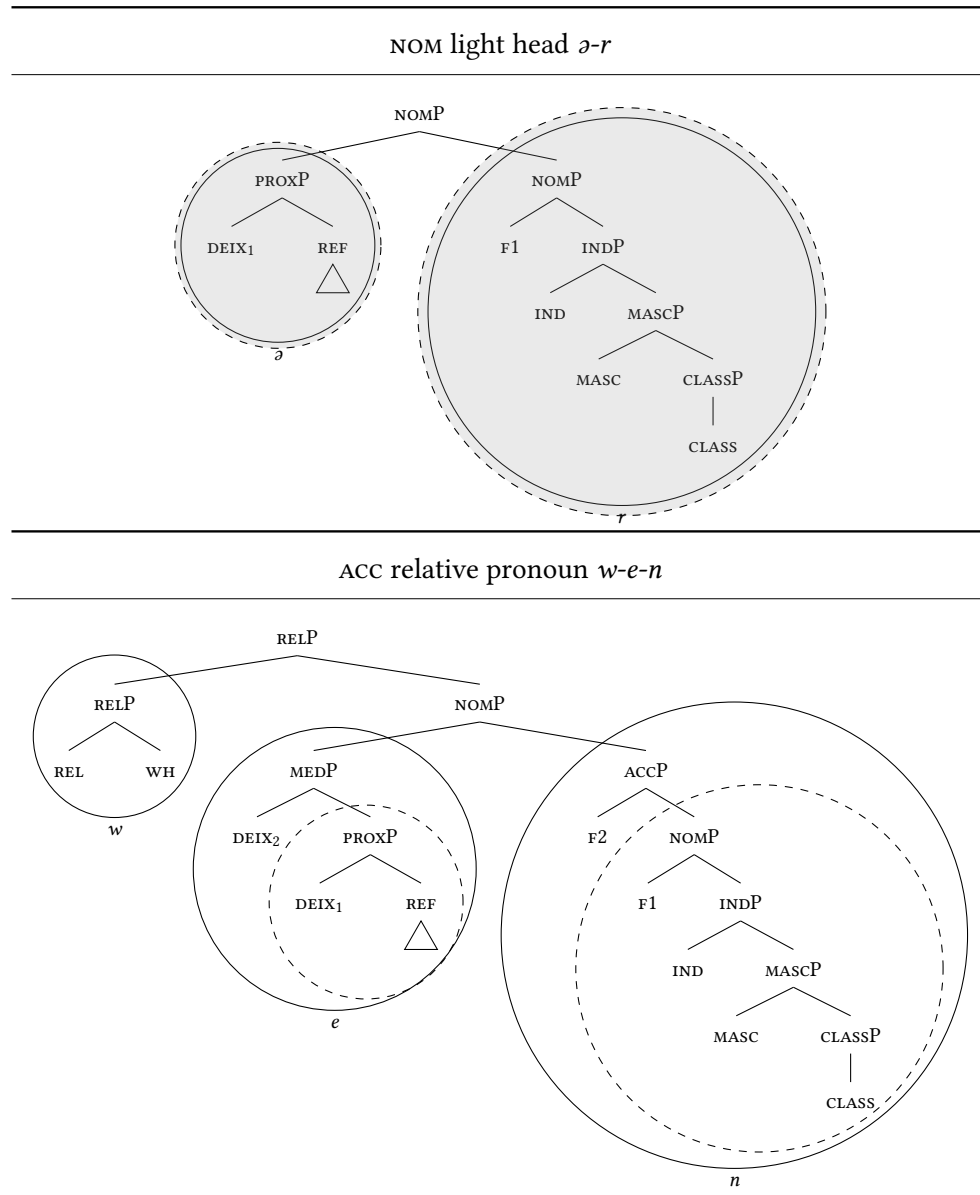 NOM light head ə-r
NOMP
PROXP NOMP
DEIX₁ REF F1 INDP
IND MASCP
ə
MASC CLASSP
CLASS
r
ACC relative pronoun w-e-n
RELP
RELP NOMP
REL WH MEDP ACCP
w
DEIX₂ PROXP F2 NOMP
DEIX₁ REF F1 INDP
IND MASCP
e
MASC CLASSP
CLASS
n